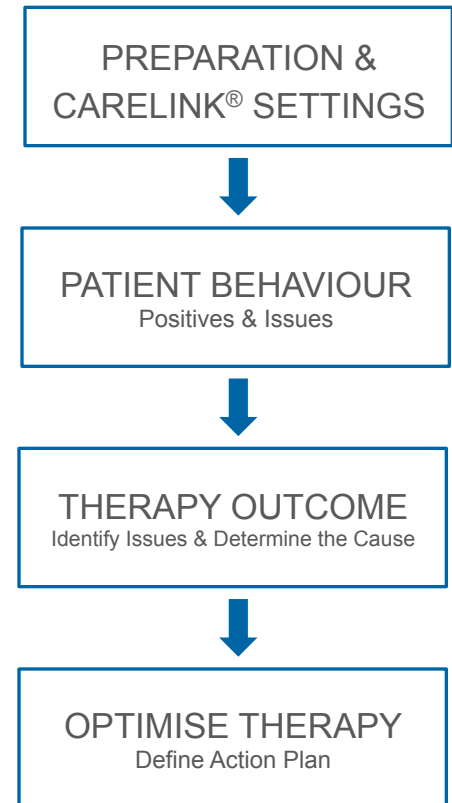 PREPARATION &
CARELINK® SETTINGS
PATIENT BEHAVIOUR
Positives & Issues
THERAPY OUTCOME
Identify Issues & Determine the Cause
OPTIMISE THERAPY
Define Action Plan